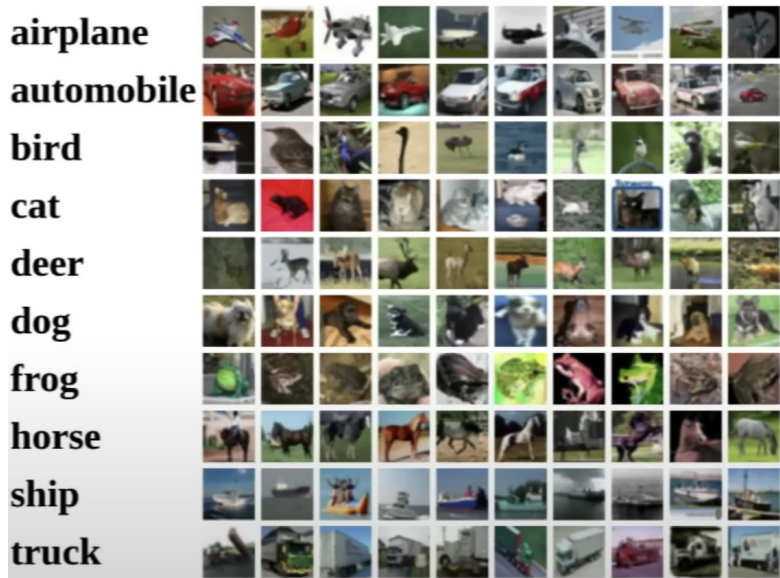 airplane
automobile
bird
cat
deer
dog
frog
horse
ship
truck